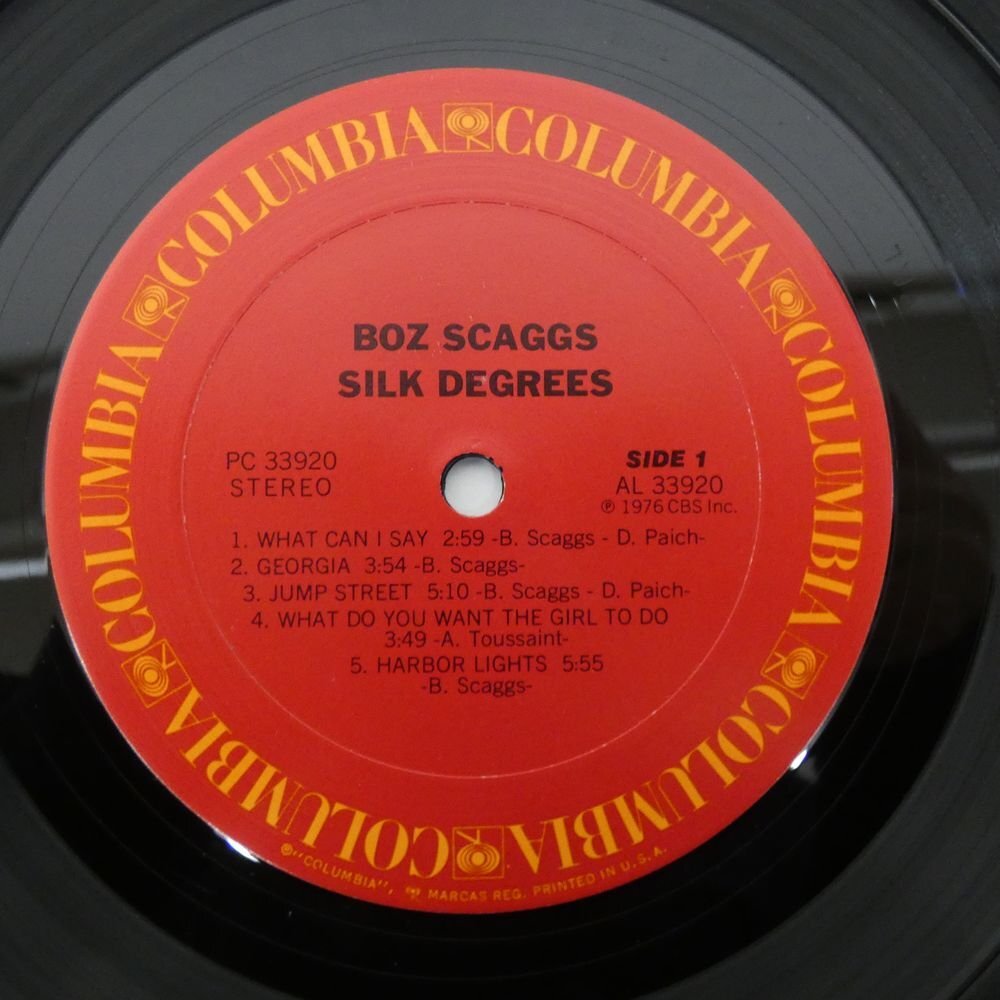 COLUMBIA COLUMBIA COLUMBIA COLUMBIA COLUMBIA COLUMBIA
BOZ SCAGGS
SILK DEGREES
PC 33920
STEREO
SIDE 1
AL 33920
℗ 1976 CBS Inc.
1. WHAT CAN I SAY 2:59 -B. Scaggs - D. Paich-
2. GEORGIA 3:54 -B. Scaggs-
3. JUMP STREET 5:10 -B. Scaggs - D. Paich-
4. WHAT DO YOU WANT THE GIRL TO DO
3:49 -A. Toussaint-
5. HARBOR LIGHTS 5:55
-B. Scaggs-
℗"COLUMBIA", MARCAS REG. PRINTED IN U.S.A.